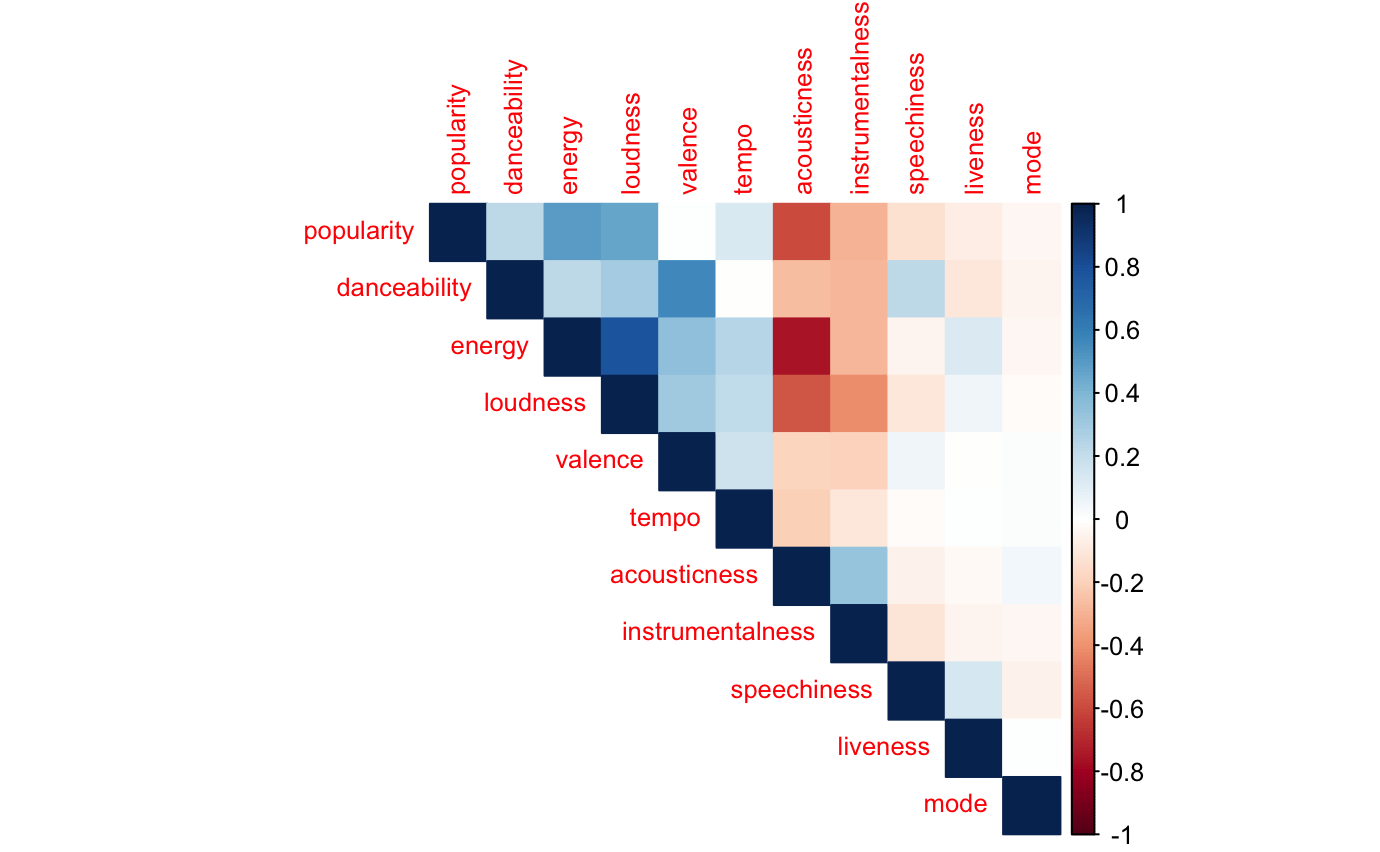 popularity
danceability
energy
loudness
valence
tempo
acousticness
instrumentalness
speechiness
liveness
mode
popularity
danceability
energy
loudness
valence
tempo
acousticness
instrumentalness
speechiness
liveness
mode
1
0.8
0.6
0.4
0.2
0
-0.2
-0.4
-0.6
-0.8
-1